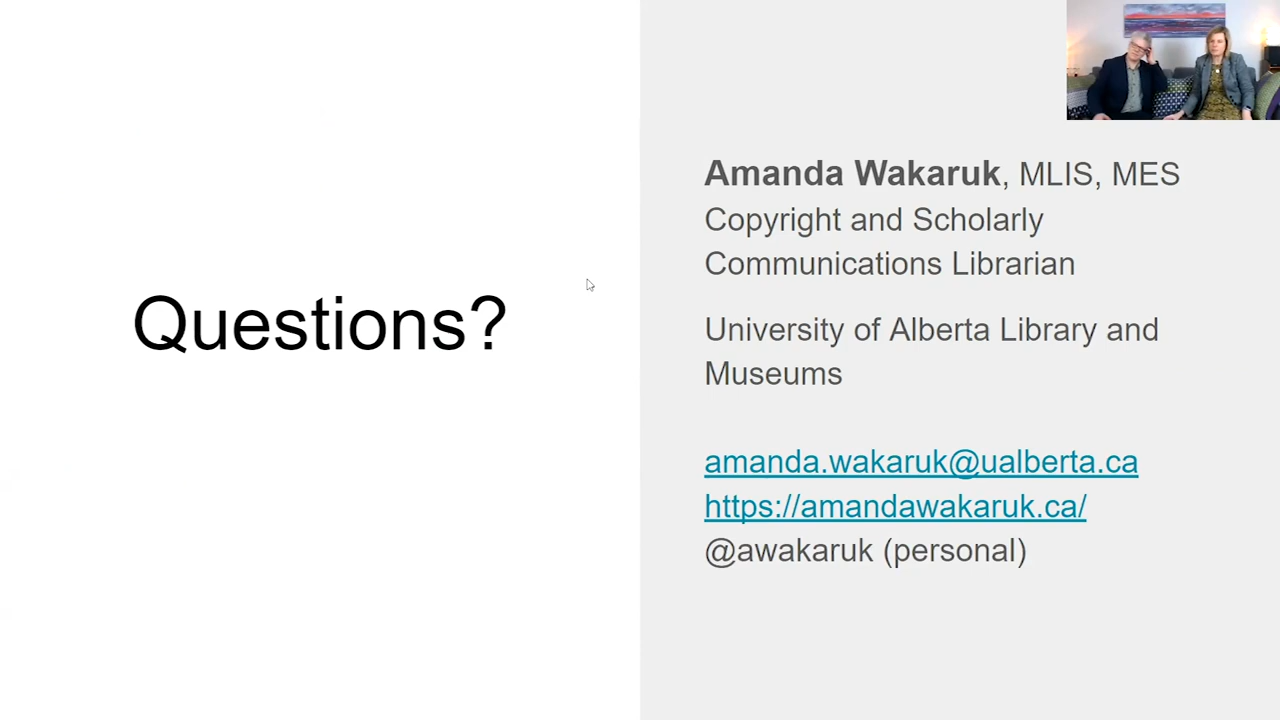 Questions?
Amanda Wakaruk, MLIS, MES
Copyright and Scholarly
Communications Librarian
University of Alberta Library and
Museums
amanda.wakaruk@ualberta.ca
https://amandawakaruk.ca/
@awakaruk (personal)